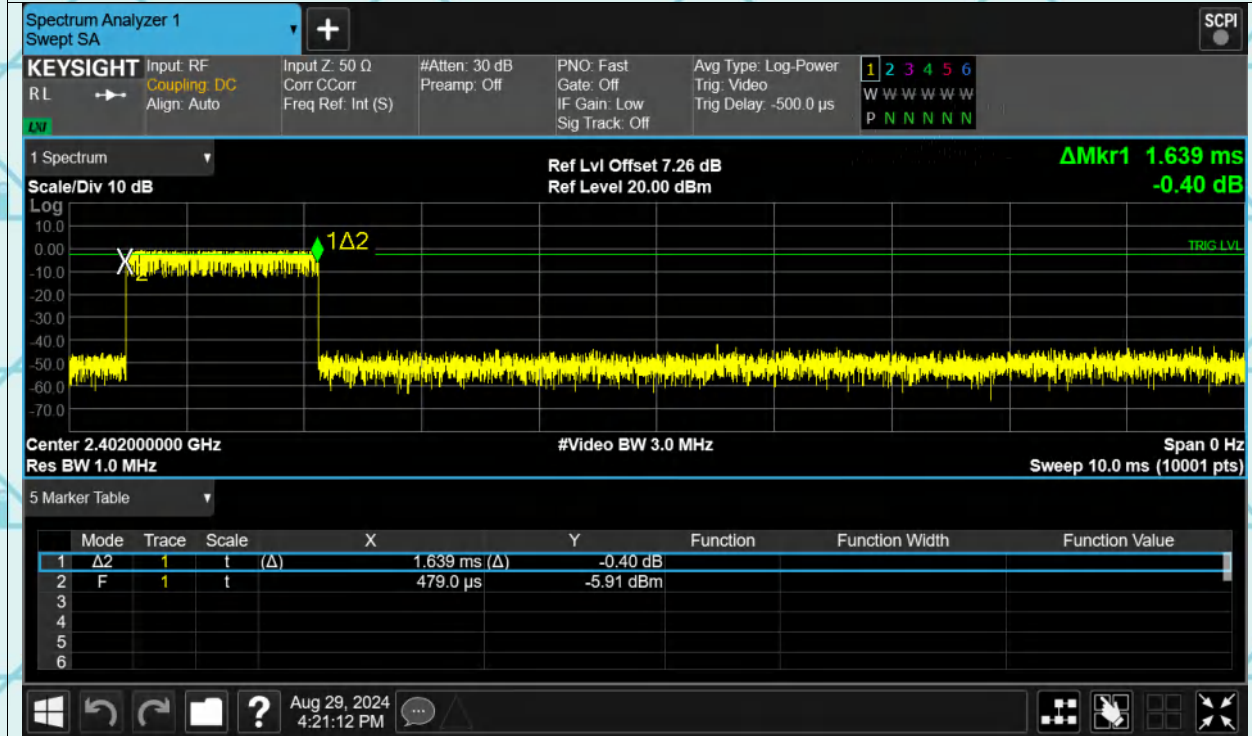 Spectrum Analyzer 1
Swept SA
+
SCPI
KEYSIGHT
RL
LXI
Input: RF
Coupling: DC
Align: Auto
Input Z: 50 Ω
Corr CCorr
Freq Ref: Int (S)
#Atten: 30 dB
Preamp: Off
PNO: Fast
Gate: Off
IF Gain: Low
Sig Track: Off
Avg Type: Log-Power
Trig: Video
Trig Delay: -500.0 µs
1 2 3 4 5 6
W W W W W W
P N N N N N
1 Spectrum
Scale/Div 10 dB
Ref Lvl Offset 7.26 dB
Ref Level 20.00 dBm
ΔMkr1 1.639 ms
-0.40 dB
Log
10.0
0.00
-10.0
-20.0
-30.0
-40.0
-50.0
-60.0
-70.0
X
2
1Δ2
TRIG LVL
Center 2.402000000 GHz
#Video BW 3.0 MHz
Span 0 Hz
Res BW 1.0 MHz
Sweep 10.0 ms (10001 pts)
5 Marker Table
Mode Trace Scale X Y Function Function Width Function Value
1 Δ2 1 t (Δ) 1.639 ms (Δ) -0.40 dB
2 F 1 t 479.0 µs -5.91 dBm
3
4
5
6
?
Aug 29, 2024
4:21:12 PM